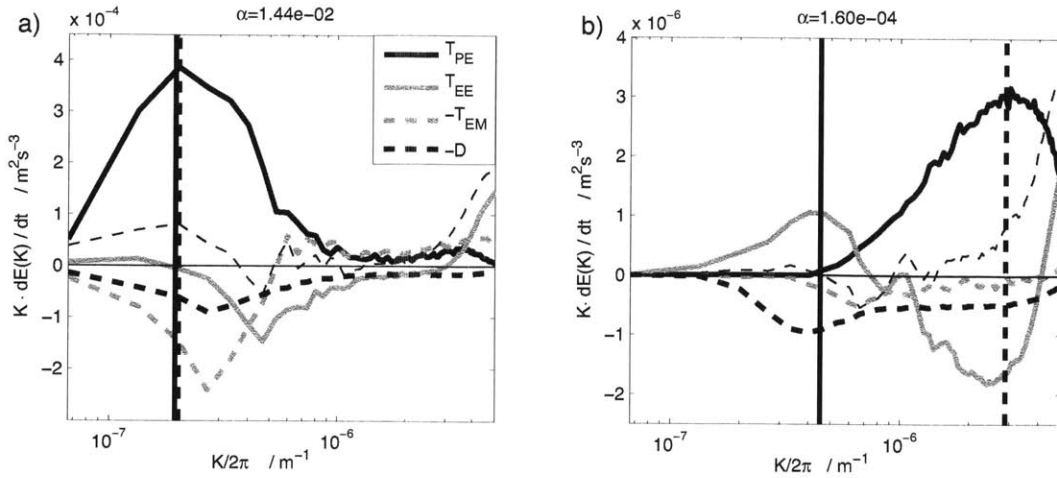 a)
x 10⁻⁴
α=1.44e−02
4
3
2
1
0
−1
−2
K · dE(K) / dt / m²s⁻³
T_PE
T_EE
−T_EM
−D
10⁻⁷
10⁻⁶
K/2π / m⁻¹
b)
x 10⁻⁶
α=1.60e−04
4
3
2
1
0
−1
−2
K · dE(K) / dt / m²s⁻³
10⁻⁷
10⁻⁶
K/2π / m⁻¹